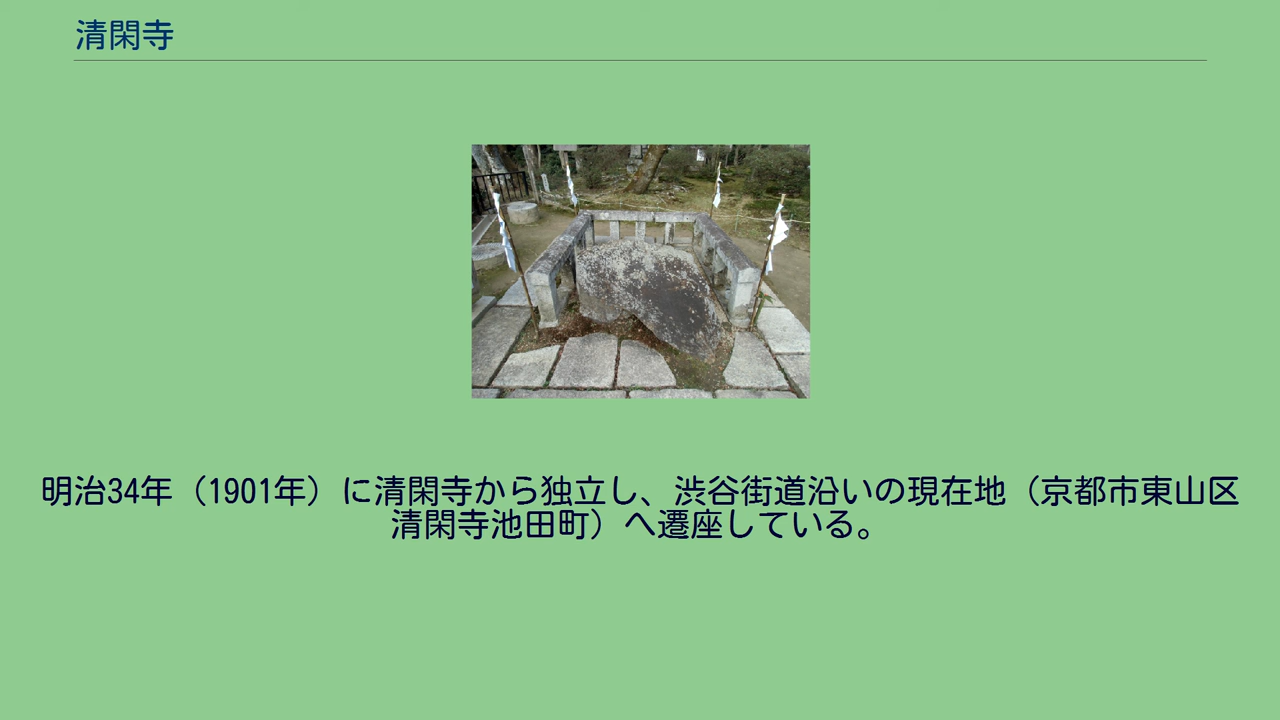 清閑寺
明治34年（1901年）に清閑寺から独立し、渋谷街道沿いの現在地（京都市東山区
清閑寺池田町）へ遷座している。